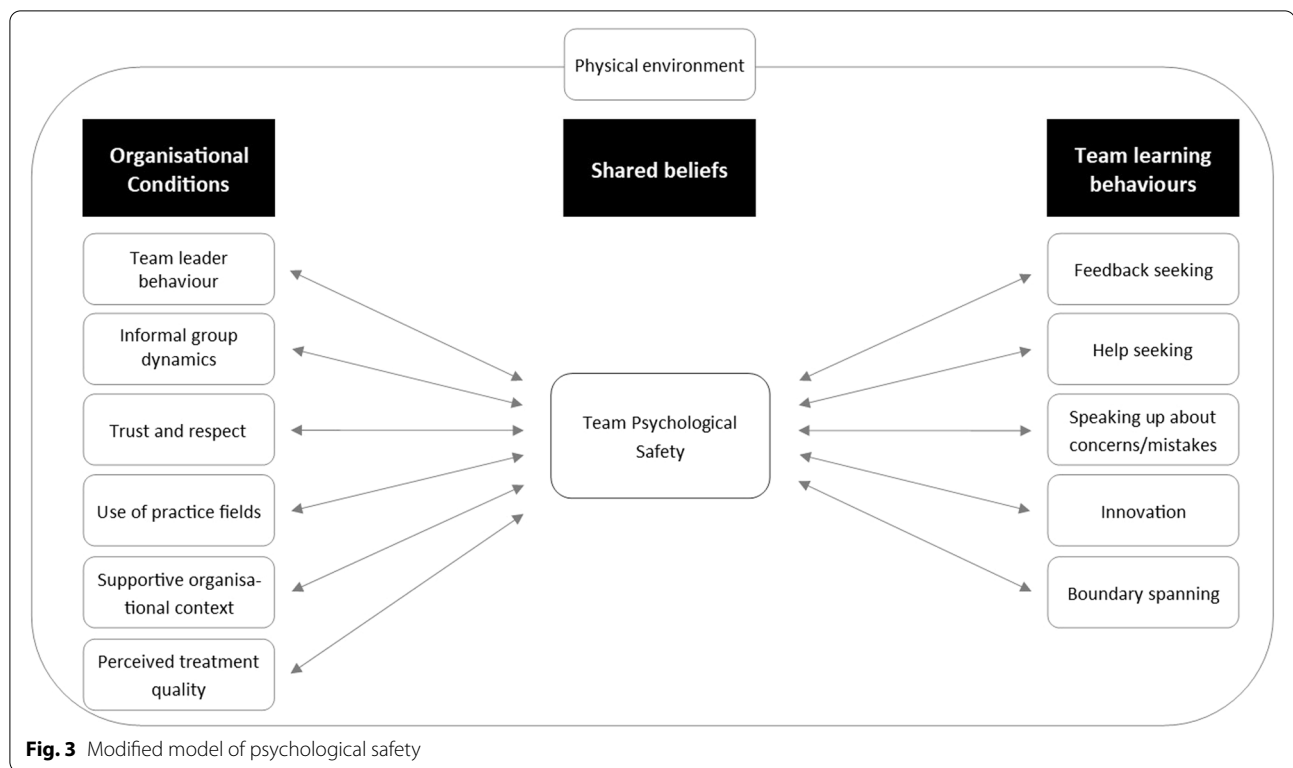 Physical environment
Organisational
Conditions
Shared beliefs
Team learning
behaviours
Team leader
behaviour
Informal group
dynamics
Trust and respect
Use of practice fields
Supportive organisa-
tional context
Perceived treatment
quality
Team Psychological
Safety
Feedback seeking
Help seeking
Speaking up about
concerns/mistakes
Innovation
Boundary spanning
Fig. 3 Modified model of psychological safety